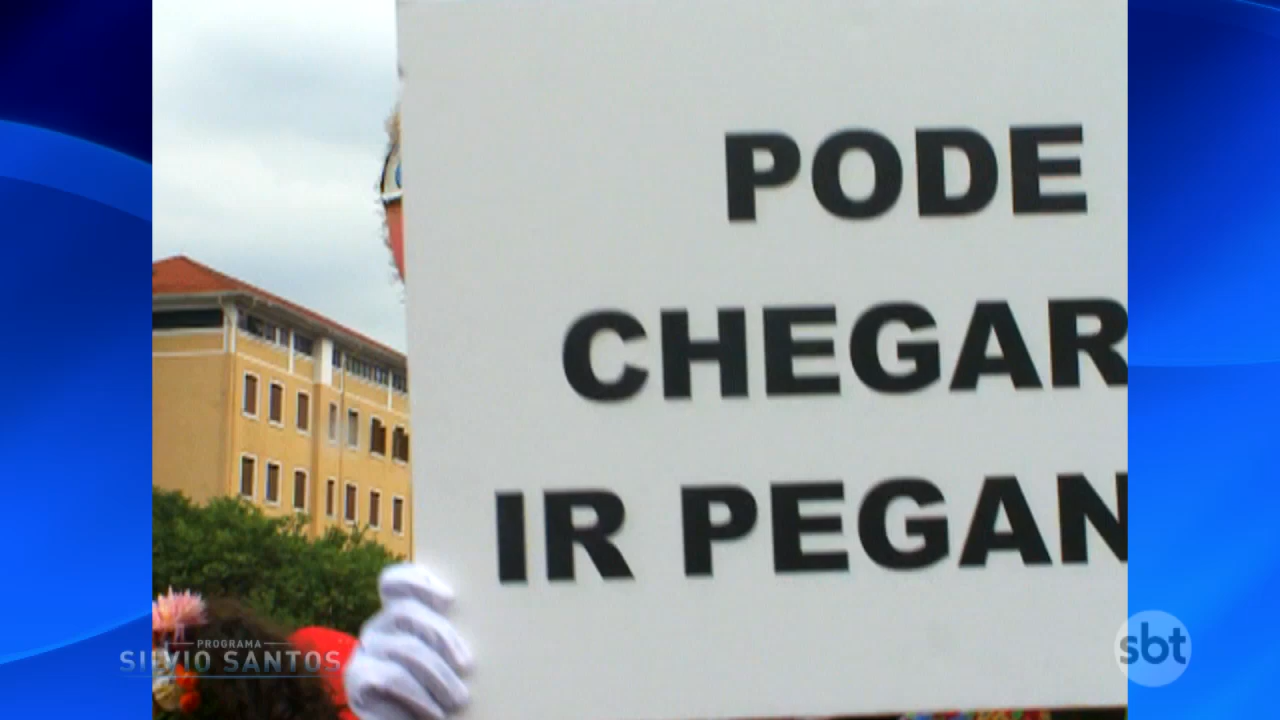 PODE
CHEGAR
IR PEGAN
PROGRAMA
SILVIO SANTOS
sbt